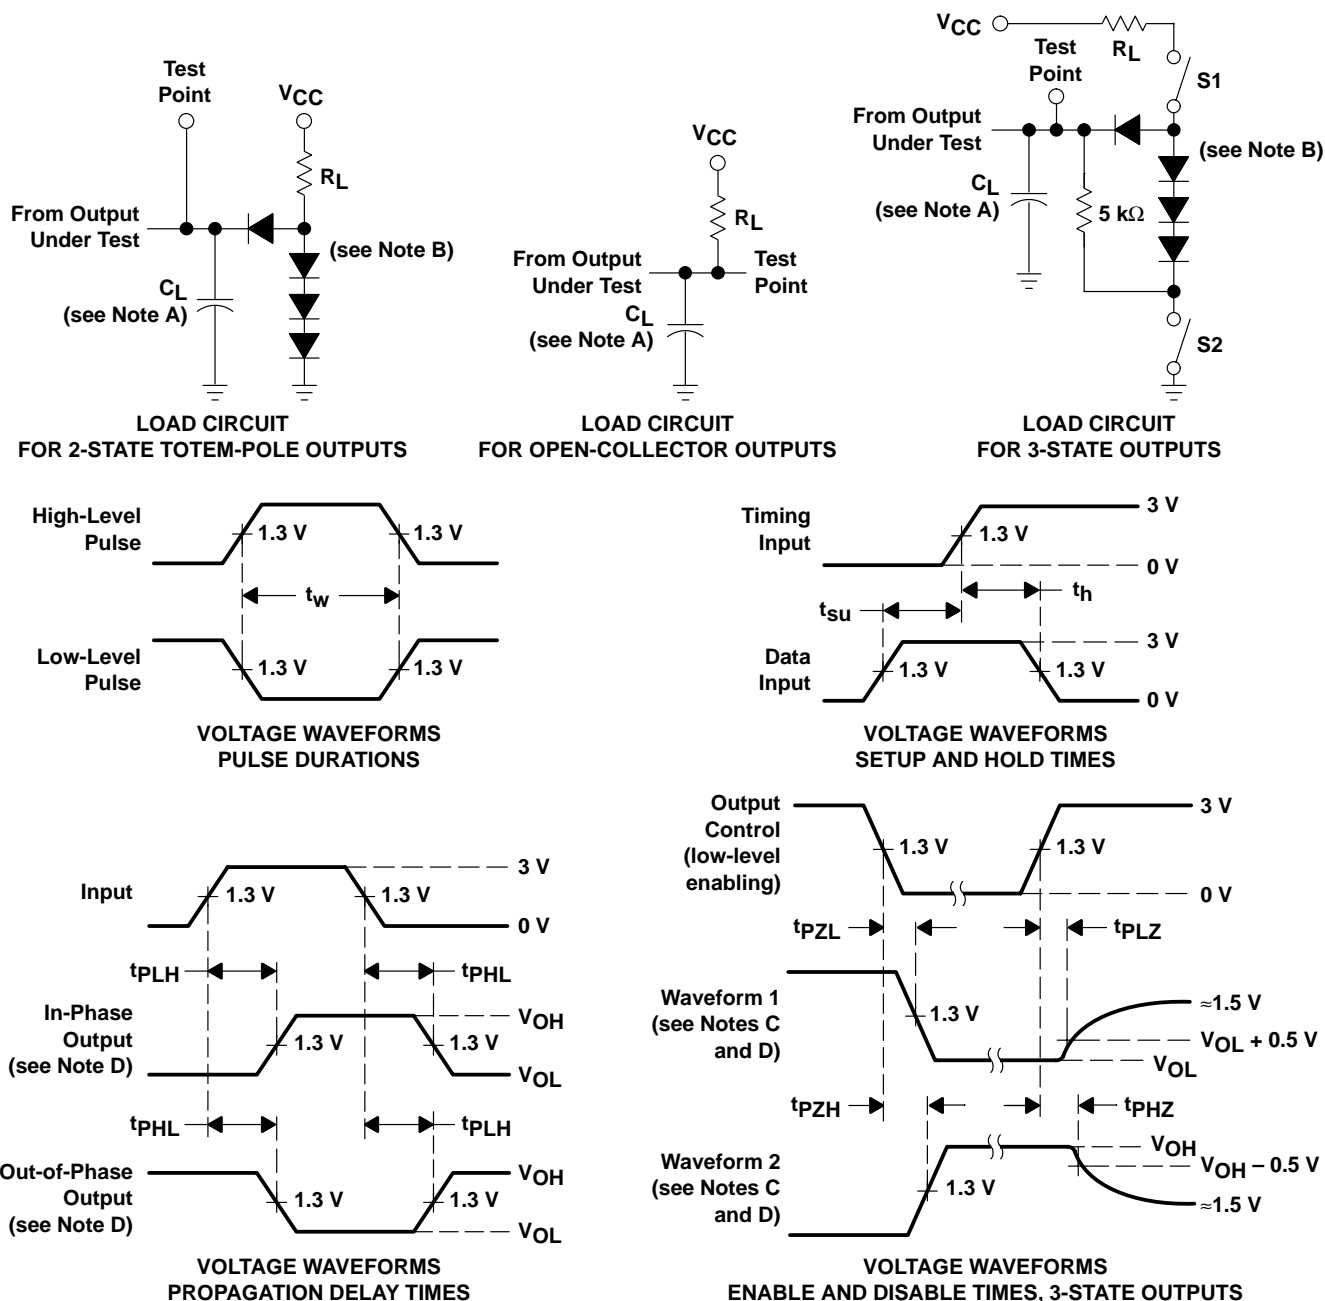 Test
Point
VCC
RL
From Output
Under Test
(see Note B)
CL
(see Note A)
LOAD CIRCUIT
FOR 2-STATE TOTEM-POLE OUTPUTS
VCC
RL
From Output
Under Test
Test
Point
CL
(see Note A)
LOAD CIRCUIT
FOR OPEN-COLLECTOR OUTPUTS
VCC
RL
Test
Point
S1
From Output
Under Test
(see Note B)
CL
(see Note A)
5 kΩ
S2
LOAD CIRCUIT
FOR 3-STATE OUTPUTS
High-Level
Pulse
1.3 V
1.3 V
tw
Low-Level
Pulse
1.3 V
1.3 V
VOLTAGE WAVEFORMS
PULSE DURATIONS
Timing
Input
3 V
1.3 V
0 V
tsu
th
Data
Input
3 V
1.3 V
1.3 V
0 V
VOLTAGE WAVEFORMS
SETUP AND HOLD TIMES
Input
3 V
1.3 V
1.3 V
0 V
tPLH
tPHL
In-Phase
Output
(see Note D)
VOH
1.3 V
1.3 V
VOL
tPHL
tPLH
Out-of-Phase
Output
(see Note D)
VOH
1.3 V
1.3 V
VOL
VOLTAGE WAVEFORMS
PROPAGATION DELAY TIMES
Output
Control
(low-level
enabling)
3 V
1.3 V
1.3 V
0 V
tPZL
tPLZ
Waveform 1
(see Notes C
and D)
1.3 V
≈1.5 V
VOL + 0.5 V
VOL
tPZH
tPHZ
Waveform 2
(see Notes C
and D)
1.3 V
VOH
VOH − 0.5 V
≈1.5 V
VOLTAGE WAVEFORMS
ENABLE AND DISABLE TIMES, 3-STATE OUTPUTS